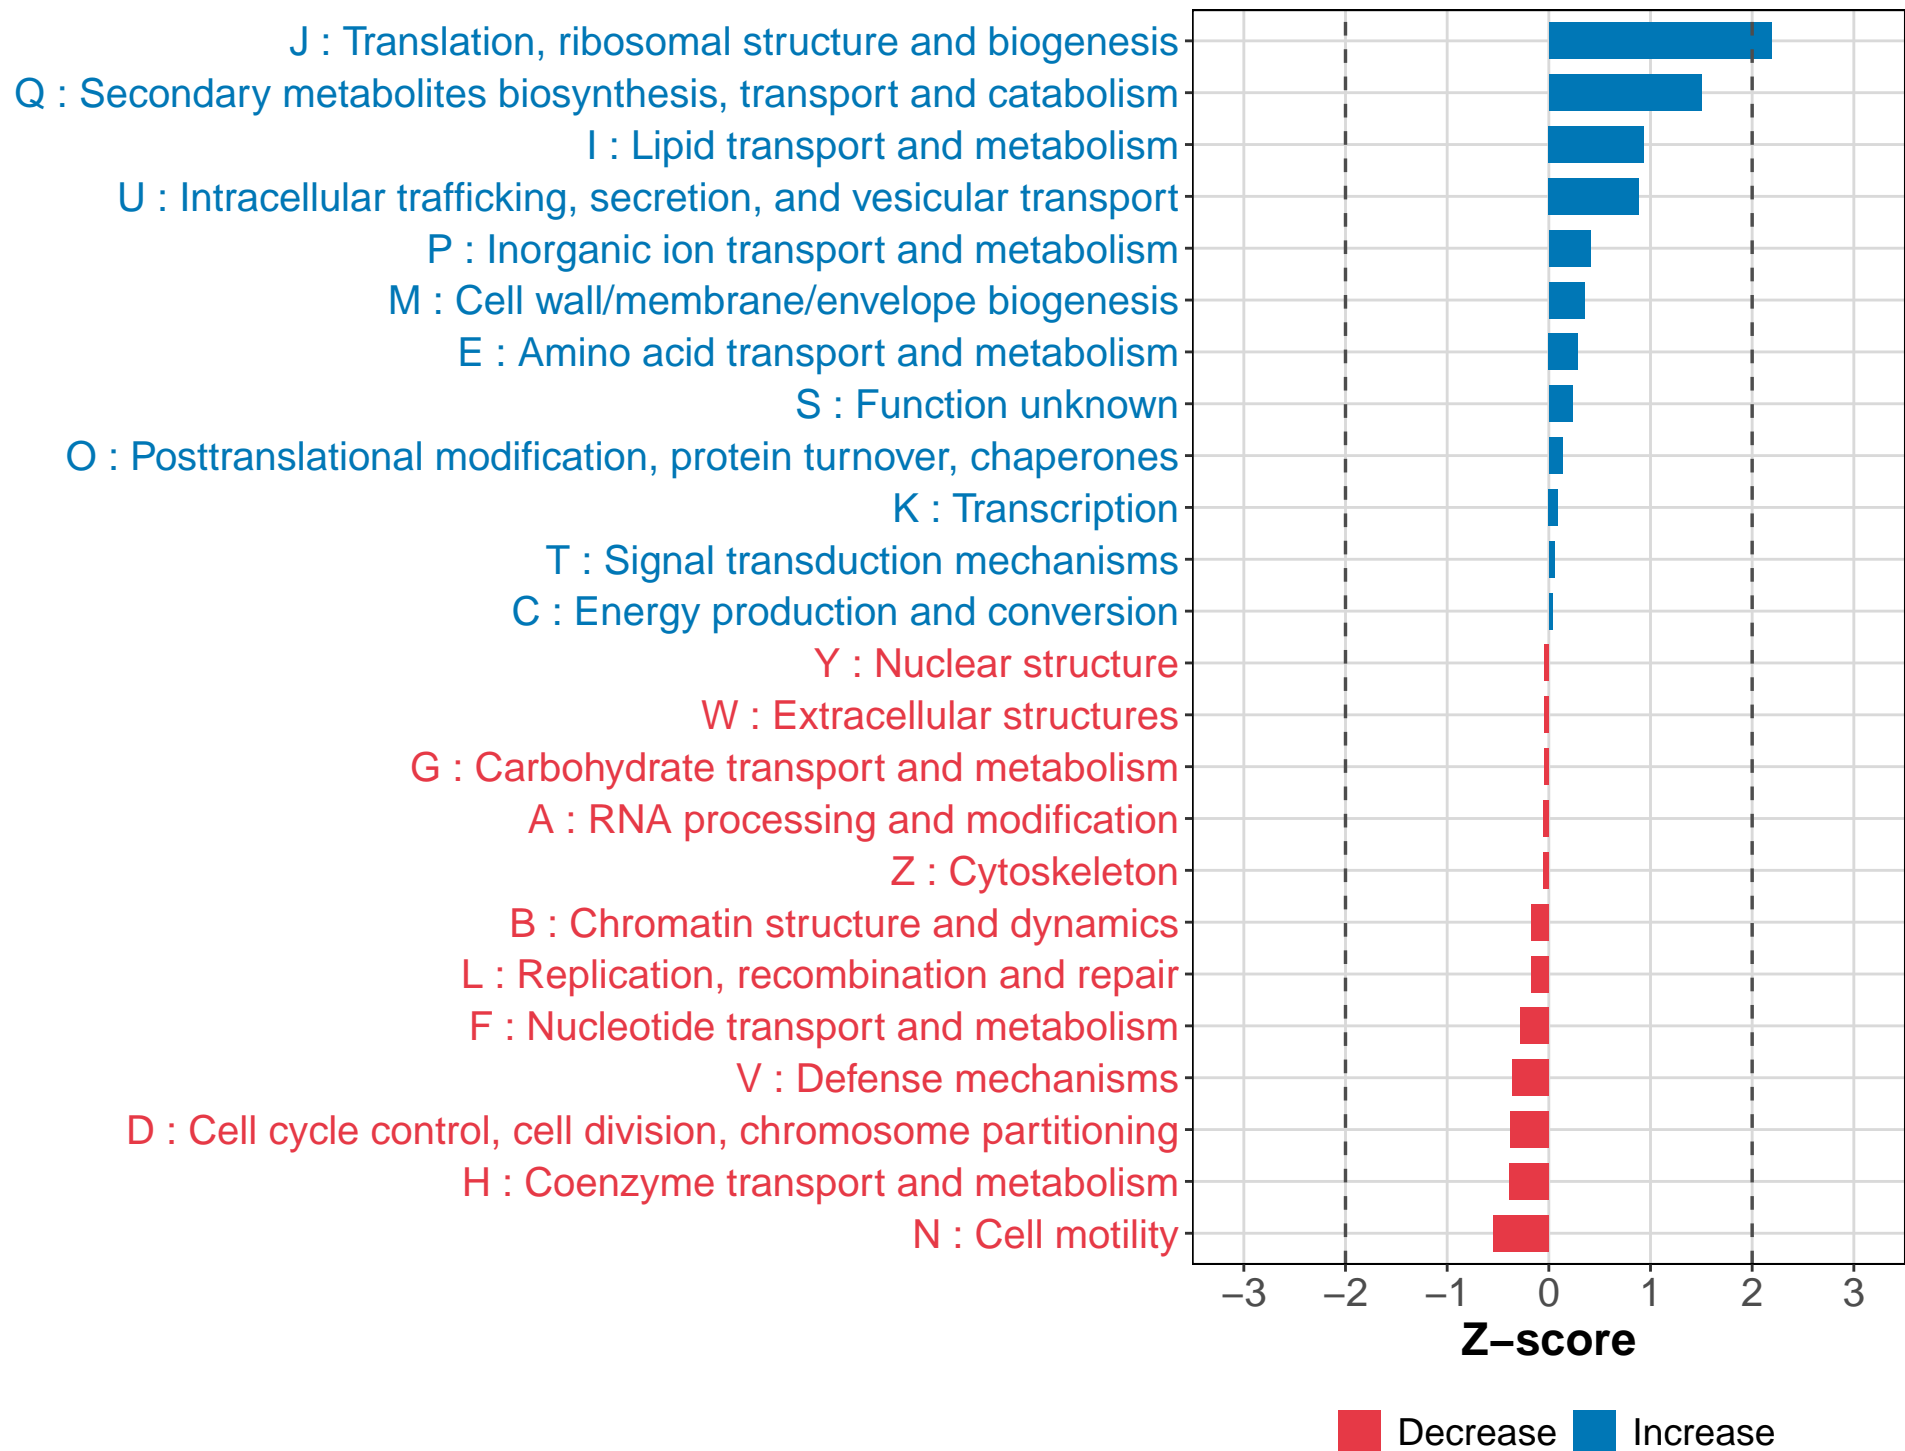 J : Translation, ribosomal structure and biogenesis
Q : Secondary metabolites biosynthesis, transport and catabolism
I : Lipid transport and metabolism
U : Intracellular trafficking, secretion, and vesicular transport
P : Inorganic ion transport and metabolism
M : Cell wall/membrane/envelope biogenesis
E : Amino acid transport and metabolism
S : Function unknown
O : Posttranslational modification, protein turnover, chaperones
K : Transcription
T : Signal transduction mechanisms
C : Energy production and conversion
Y : Nuclear structure
W : Extracellular structures
G : Carbohydrate transport and metabolism
A : RNA processing and modification
Z : Cytoskeleton
B : Chromatin structure and dynamics
L : Replication, recombination and repair
F : Nucleotide transport and metabolism
V : Defense mechanisms
D : Cell cycle control, cell division, chromosome partitioning
H : Coenzyme transport and metabolism
N : Cell motility
−3 −2 −1 0 1 2 3
Z−score
Decrease Increase